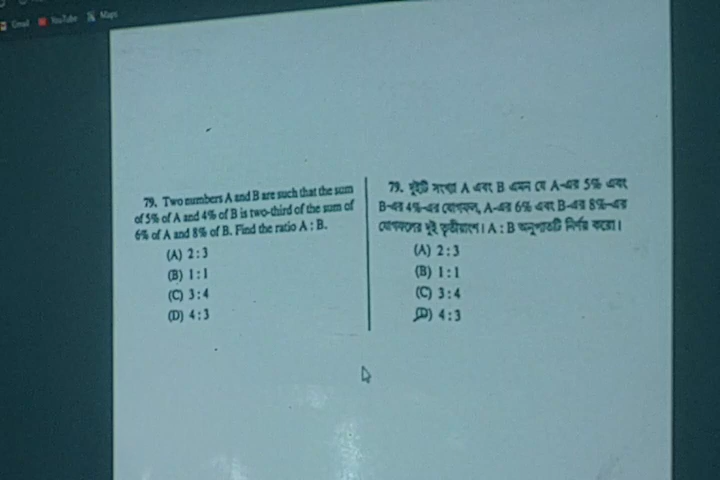 Gmail YouTube Maps
79. Two numbers A and B are such that the sum
of 5% of A and 4% of B is two-third of the sum of
6% of A and 8% of B. Find the ratio A : B.
(A) 2 : 3
(B) 1 : 1
(C) 3 : 4
(D) 4 : 3
79. দুইটি সংখ্যা A এবং B এমন যে A-এর 5% এবং
B-এর 4%-এর যোগফল, A-এর 6% এবং B-এর 8%-এর
যোগফলের দুই তৃতীয়াংশ। A : B অনুপাতটি নির্ণয় করো।
(A) 2 : 3
(B) 1 : 1
(C) 3 : 4
(D) 4 : 3